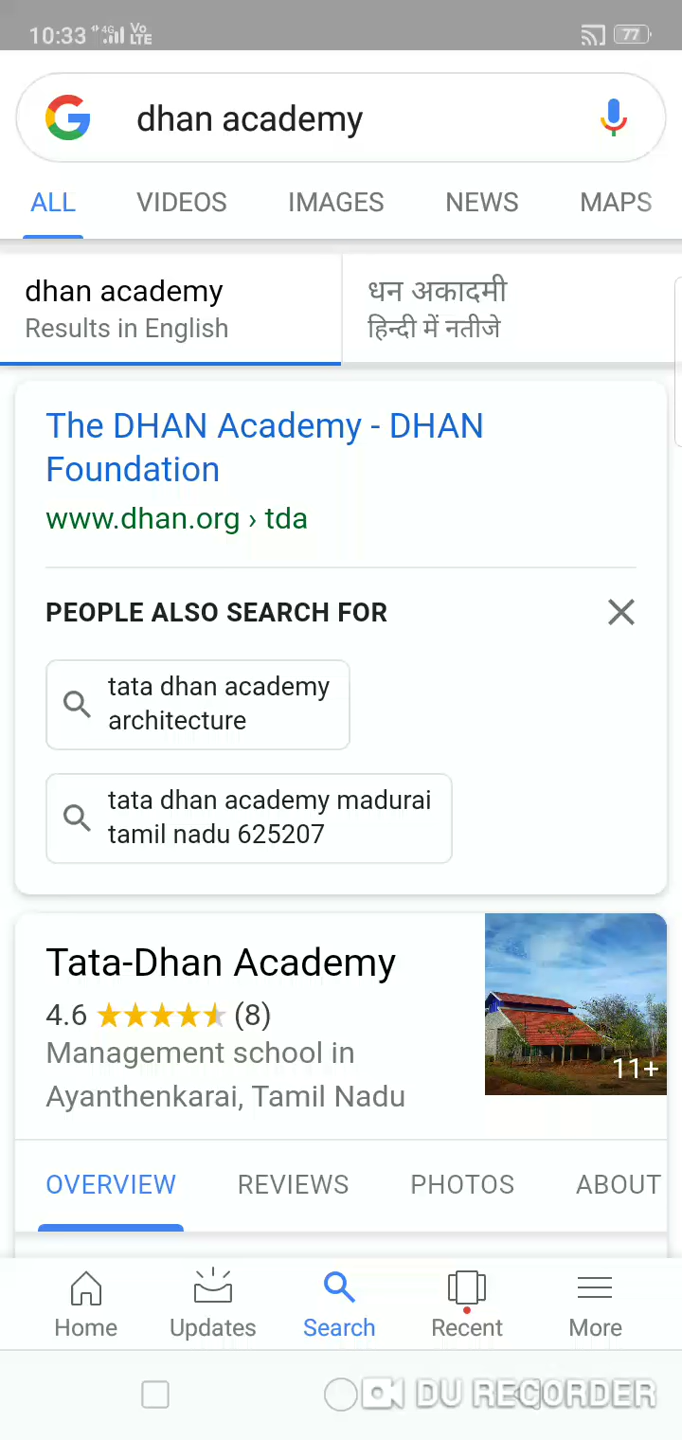 10:33 4G Vo LTE 77
dhan academy
ALL VIDEOS IMAGES NEWS MAPS
dhan academy
Results in English
धन अकादमी
हिन्दी में नतीजे
The DHAN Academy - DHAN
Foundation
www.dhan.org › tda
PEOPLE ALSO SEARCH FOR
tata dhan academy
architecture
tata dhan academy madurai
tamil nadu 625207
Tata-Dhan Academy
4.6 (8)
Management school in
Ayanthenkarai, Tamil Nadu
11+
OVERVIEW REVIEWS PHOTOS ABOUT
Home Updates Search Recent More
DU RECORDER